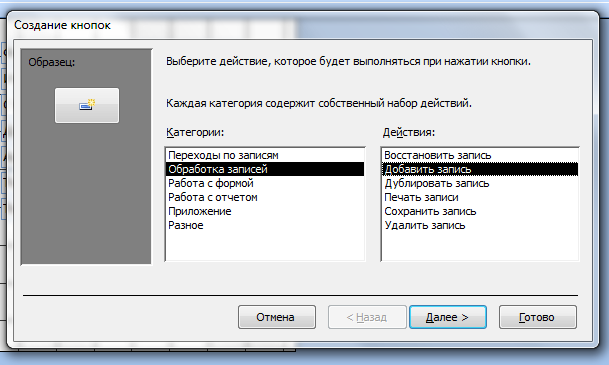 Создание кнопок
Образец:
Выберите действие, которое будет выполняться при нажатии кнопки.
Каждая категория содержит собственный набор действий.
Категории:
Действия:
Переходы по записям
Обработка записей
Работа с формой
Работа с отчетом
Приложение
Разное
Восстановить запись
Добавить запись
Дублировать запись
Печать записи
Сохранить запись
Удалить запись
Отмена
< Назад
Далее >
Готово